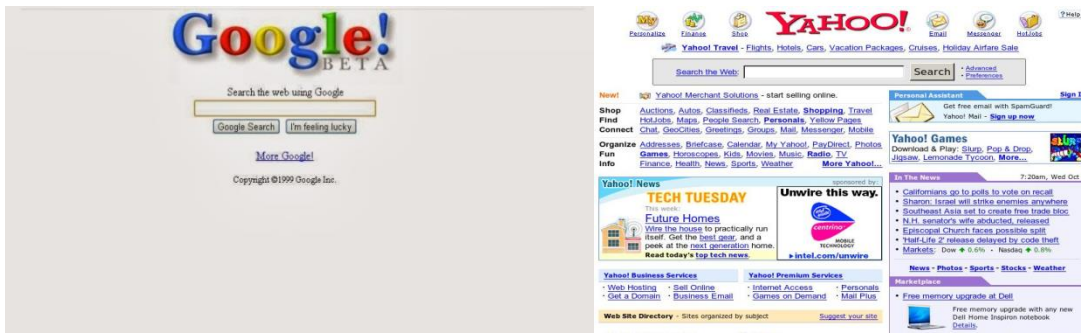 Google!
BETA
Search the web using Google
Google Search I'm feeling lucky
More Google!
Copyright ©1999 Google Inc.
My Personalize Finance Shop YAHOO! Email Messenger HotJobs ?Help
Yahoo! Travel - Flights, Hotels, Cars, Vacation Packages, Cruises, Holiday Airfare Sale
Search the Web: Search · Advanced
· Preferences
New! Yahoo! Merchant Solutions - start selling online.
Shop Auctions, Autos, Classifieds, Real Estate, Shopping, Travel
Find HotJobs, Maps, People Search, Personals, Yellow Pages
Connect Chat, GeoCities, Greetings, Groups, Mail, Messenger, Mobile
Organize Addresses, Briefcase, Calendar, My Yahoo!, PayDirect, Photos
Fun Games, Horoscopes, Kids, Movies, Music, Radio, TV
Info Finance, Health, News, Sports, Weather More Yahoo!...
Yahoo! News sponsored by:
TECH TUESDAY
This week:
Future Homes
Wire the house to practically run
itself. Get the best gear, and a
peek at the next generation home.
Read today's top tech news.
Unwire this way.
intel inside
centrino
MOBILE
TECHNOLOGY
intel.com/unwire
Yahoo! Business Services
· Web Hosting · Sell Online
· Get a Domain · Business Email
Yahoo! Premium Services
· Internet Access · Personals
· Games on Demand · Mail Plus
Web Site Directory - Sites organized by subject Suggest your site
Personal Assistant Sign I
Get free email with SpamGuard!
Yahoo! Mail - Sign up now
Yahoo! Games
Download & Play: Slurp, Pop & Drop,
Jigsaw, Lemonade Tycoon, More...
SLUR
In The News 7:20am, Wed Oct
• Californians go to polls to vote on recall
• Sharon: Israel will strike enemies anywhere
• Southeast Asia set to create free trade bloc
• N.H. senator's wife abducted, released
• Episcopal Church faces possible split
• 'Half-Life 2' release delayed by code theft
• Markets: Dow + 0.6% · Nasdaq + 0.8%
News - Photos - Sports - Stocks - Weather
Marketplace
• Free memory upgrade at Dell
Free memory upgrade with any new
Dell Home Inspiron notebook
Details.